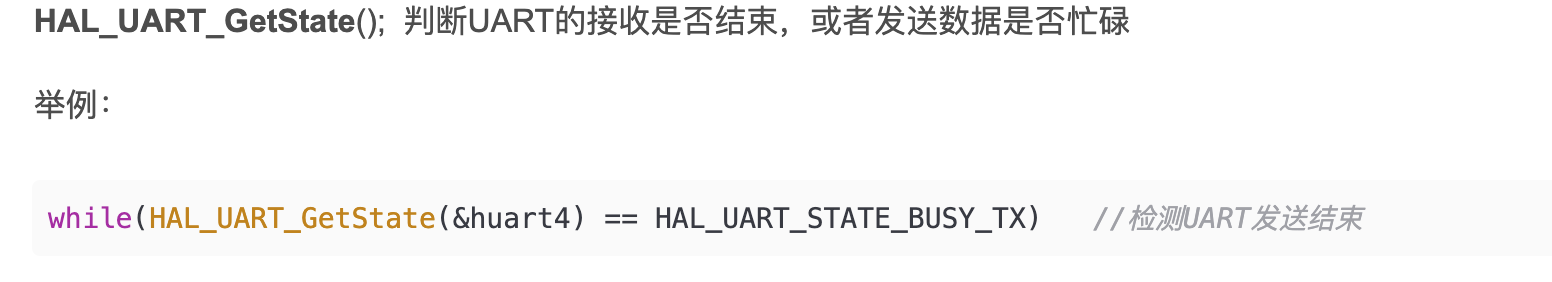 HAL_UART_GetState();  判断UART的接收是否结束，或者发送数据是否忙碌
举例：
while(HAL_UART_GetState(&huart4) == HAL_UART_STATE_BUSY_TX)   //检测UART发送结束